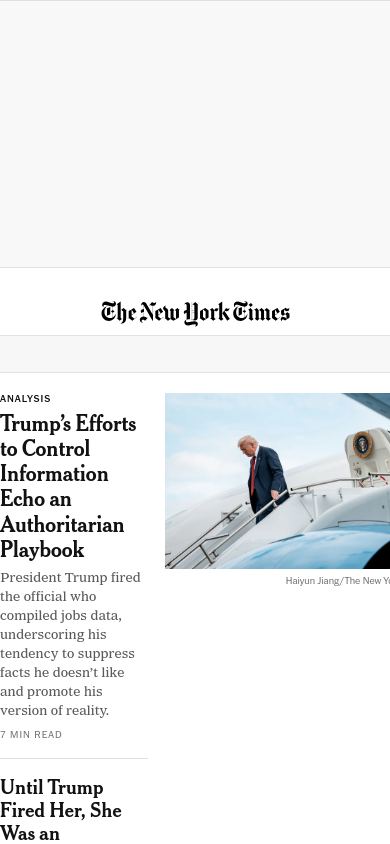 The New York Times
ANALYSIS
Trump’s Efforts
to Control
Information
Echo an
Authoritarian
Playbook
President Trump fired
the official who
compiled jobs data,
underscoring his
tendency to suppress
facts he doesn’t like
and promote his
version of reality.
7 MIN READ
Haiyun Jiang/The New Yo
Until Trump
Fired Her, She
Was an